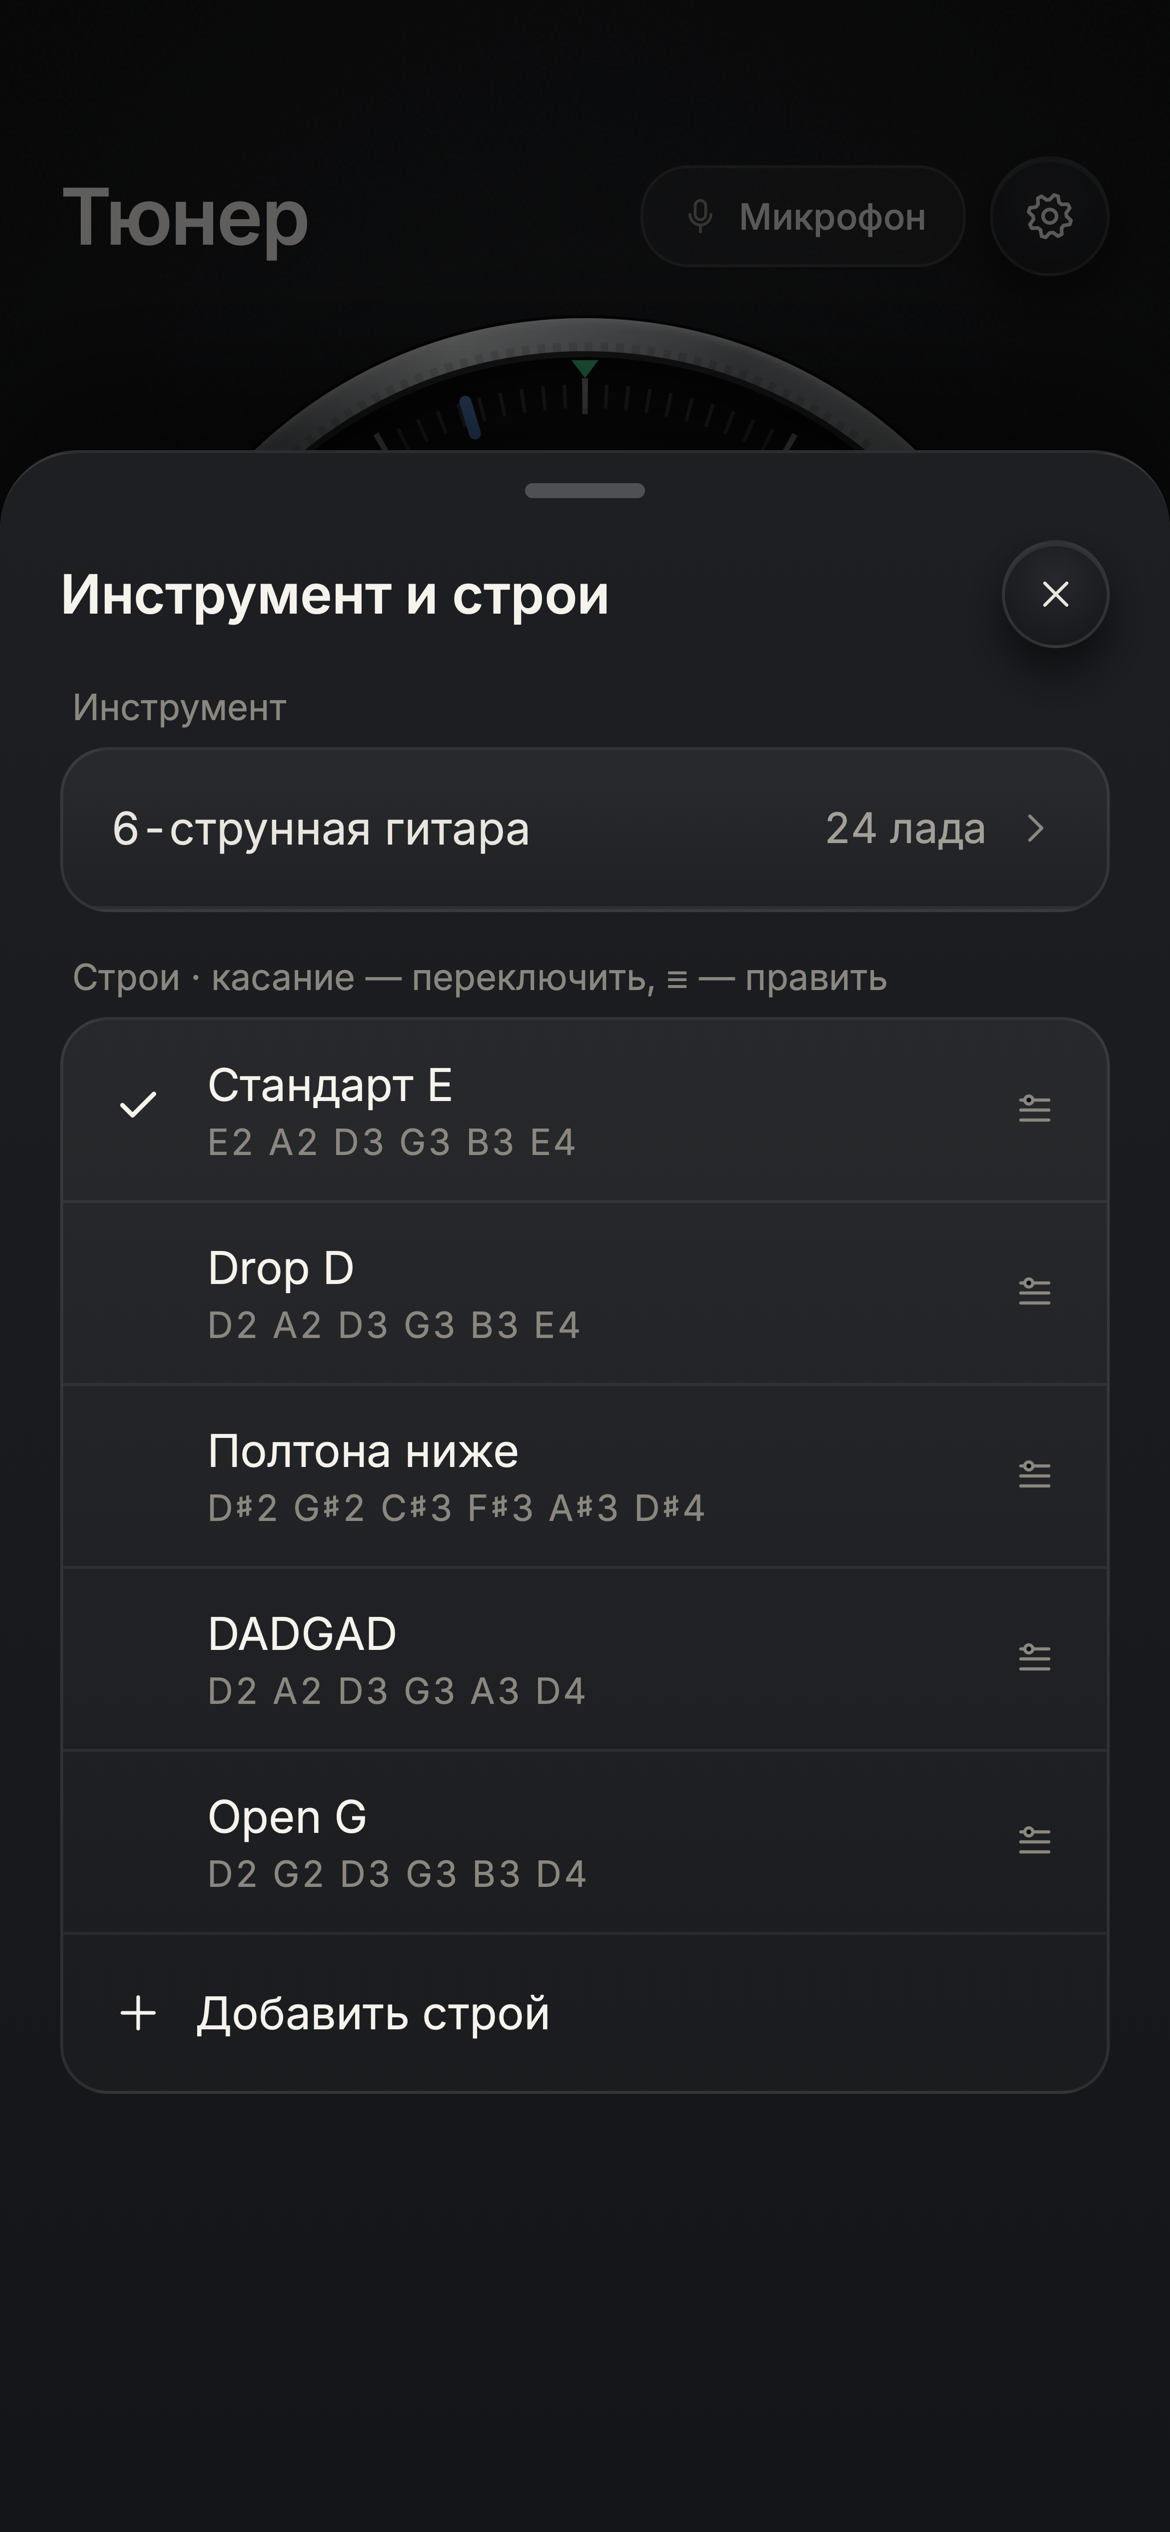 Тюнер
Микрофон
Инструмент и строи
Инструмент
6-струнная гитара
24 лада
Строи · касание — переключить, ≡ — править
Стандарт E
E2 A2 D3 G3 B3 E4
Drop D
D2 A2 D3 G3 B3 E4
Полтона ниже
D♯2 G♯2 C♯3 F♯3 A♯3 D♯4
DADGAD
D2 A2 D3 G3 A3 D4
Open G
D2 G2 D3 G3 B3 D4
Добавить строй